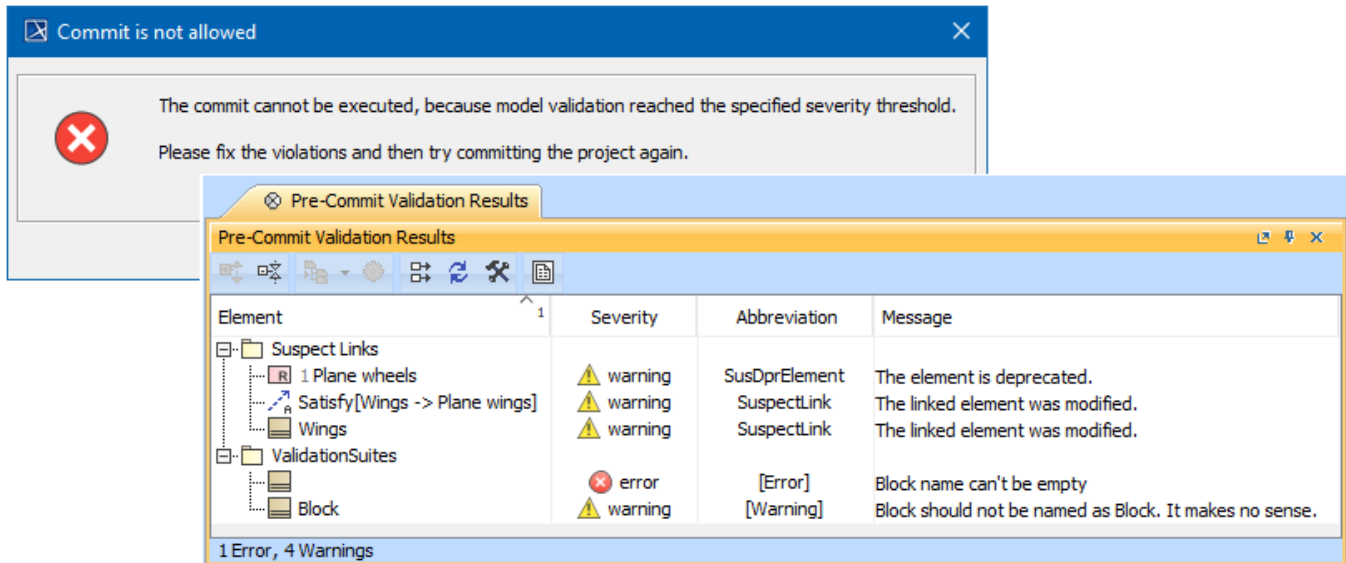 Commit is not allowed
The commit cannot be executed, because model validation reached the specified severity threshold.
Please fix the violations and then try committing the project again.
Pre-Commit Validation Results
Pre-Commit Validation Results
Element 1 Severity Abbreviation Message
Suspect Links
R 1 Plane wheels warning SusDprElement The element is deprecated.
A Satisfy[Wings -> Plane wings] warning SuspectLink The linked element was modified.
Wings warning SuspectLink The linked element was modified.
ValidationSuites
error [Error] Block name can't be empty
Block warning [Warning] Block should not be named as Block. It makes no sense.
1 Error, 4 Warnings